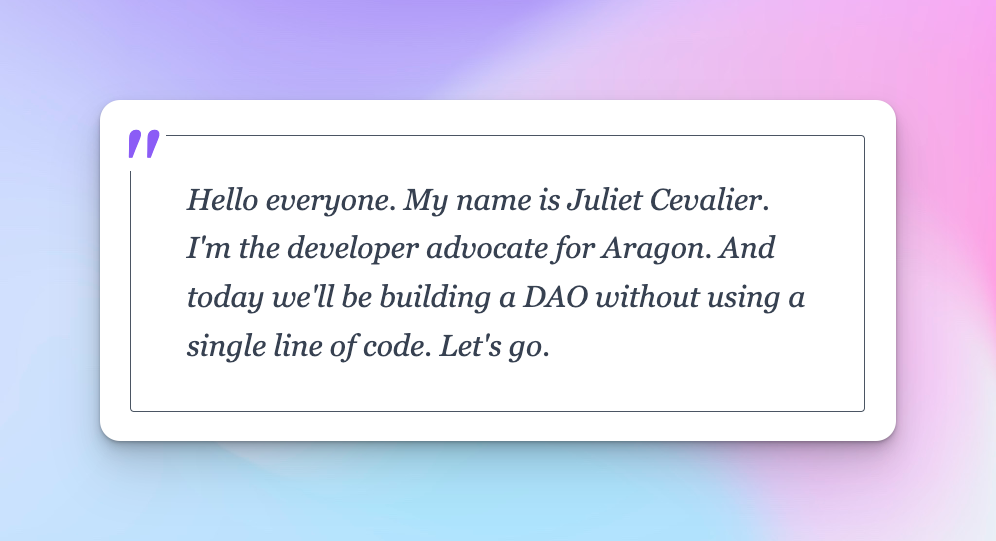 "
Hello everyone. My name is Juliet Cevalier.
I'm the developer advocate for Aragon. And
today we'll be building a DAO without using a
single line of code. Let's go.